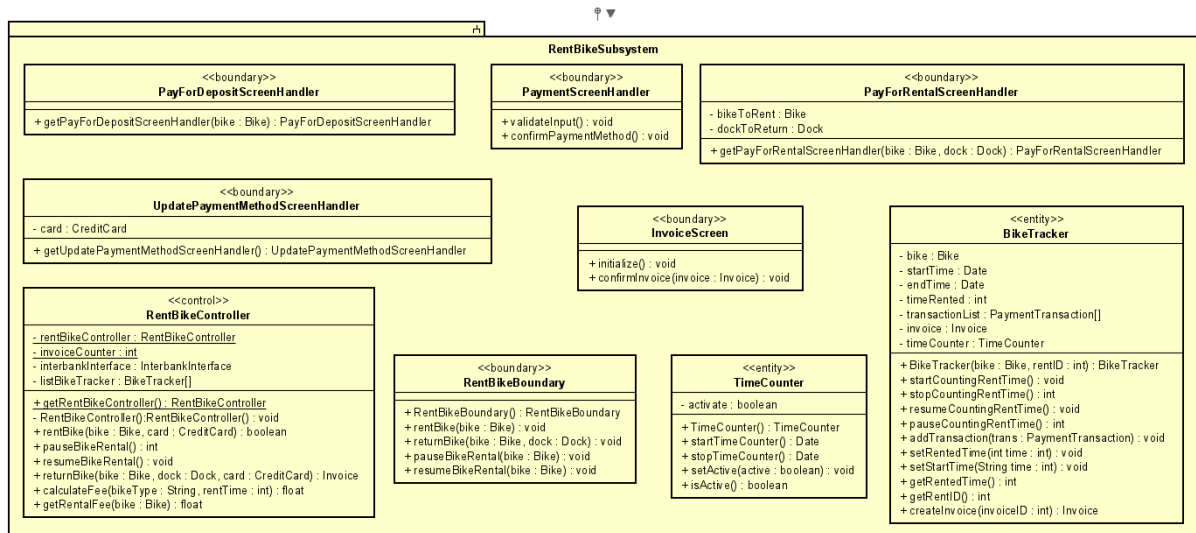 RentBikeSubsystem
<<boundary>>
PayForDepositScreenHandler
+ getPayForDepositScreenHandler(bike : Bike) : PayForDepositScreenHandler
<<boundary>>
PaymentScreenHandler
+ validateInput() : void
+ confirmPaymentMethod() : void
<<boundary>>
PayForRentalScreenHandler
- bikeToRent : Bike
- dockToReturn : Dock
+ getPayForRentalScreenHandler(bike : Bike, dock : Dock) : PayForRentalScreenHandler
<<boundary>>
UpdatePaymentMethodScreenHandler
- card : CreditCard
+ getUpdatePaymentMethodScreenHandler() : UpdatePaymentMethodScreenHandler
<<boundary>>
InvoiceScreen
+ initialize() : void
+ confirmInvoice(invoice : Invoice) : void
<<entity>>
BikeTracker
- bike : Bike
- startTime : Date
- endTime : Date
- timeRented : int
- transactionList : PaymentTransaction[]
- invoice : Invoice
- timeCounter : TimeCounter
+ BikeTracker(bike : Bike, rentID : int) : BikeTracker
+ startCountingRentTime() : void
+ stopCountingRentTime() : int
+ resumeCountingRentTime() : void
+ pauseCountingRentTime() : int
+ addTransaction(trans : PaymentTransaction) : void
+ setRentedTime(int time : int) : void
+ setStartTime(String time : int) : void
+ getRentedTime() : int
+ getRentID() : int
+ createInvoice(invoiceID : int) : Invoice
<<control>>
RentBikeController
- rentBikeController : RentBikeController
- invoiceCounter : int
- interbankInterface : InterbankInterface
- listBikeTracker : BikeTracker[]
+ getRentBikeController() : RentBikeController
- RentBikeController():RentBikeController() : void
+ rentBike(bike : Bike, card : CreditCard) : boolean
+ pauseBikeRental() : int
+ resumeBikeRental() : void
+ returnBike(bike : Bike, dock : Dock, card : CreditCard) : Invoice
+ calculateFee(bikeType : String, rentTime : int) : float
+ getRentalFee(bike : Bike) : float
<<boundary>>
RentBikeBoundary
+ RentBikeBoundary() : RentBikeBoundary
+ rentBike(bike : Bike) : void
+ returnBike(bike : Bike, dock : Dock) : void
+ pauseBikeRental(bike : Bike) : void
+ resumeBikeRental(bike : Bike) : void
<<entity>>
TimeCounter
- activate : boolean
+ TimeCounter() : TimeCounter
+ startTimeCounter() : Date
+ stopTimeCounter() : Date
+ setActive(active : boolean) : void
+ isActive() : boolean